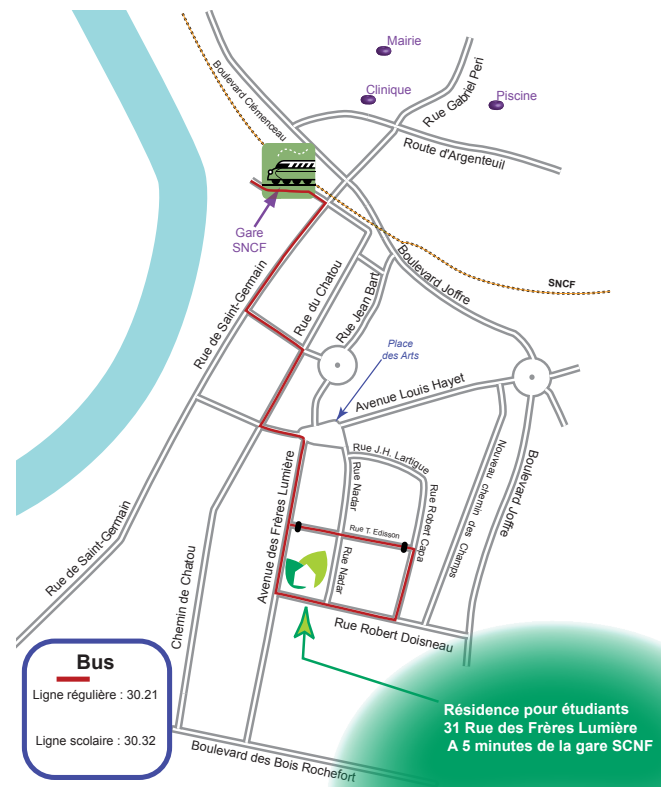 Mairie
Clinique
Piscine
Rue Gabriel Peri
Boulevard Clémenceau
Route d'Argenteuil
Gare
SNCF
SNCF
Boulevard Joffre
Rue de Saint-Germain
Rue du Chatou
Rue Jean Bart
Place
des Arts
Avenue Louis Hayet
Rue J.H. Lartigue
Rue Nadar
Rue Robert Capa
Nouveau chemin des Champs
Boulevard Joffre
Avenue des Frères Lumière
Rue T. Edisson
Rue Nadar
Rue de Saint-Germain
Chemin de Chatou
Rue Robert Doisneau
Bus
Ligne régulière : 30.21
Ligne scolaire : 30.32
Boulevard des Bois Rochefort
Résidence pour étudiants
31 Rue des Frères Lumière
A 5 minutes de la gare SCNF